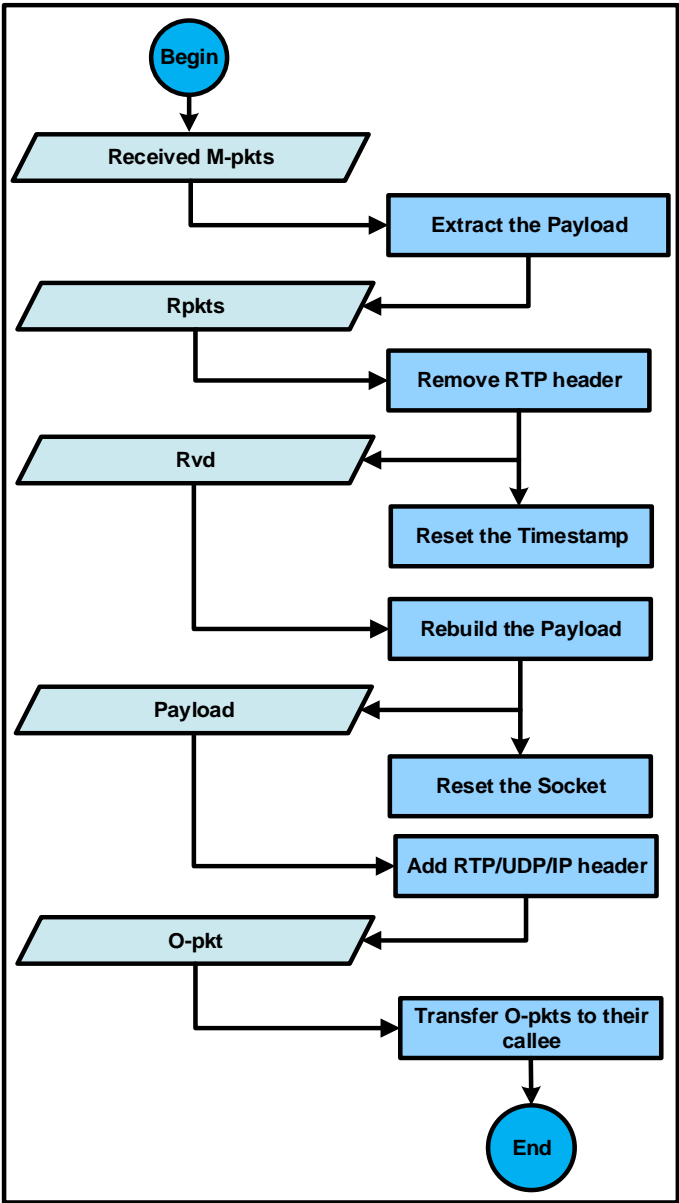 Begin
Received M-pkts
Extract the Payload
Rpkts
Remove RTP header
Rvd
Reset the Timestamp
Rebuild the Payload
Payload
Reset the Socket
Add RTP/UDP/IP header
O-pkt
Transfer O-pkts to their
callee
End